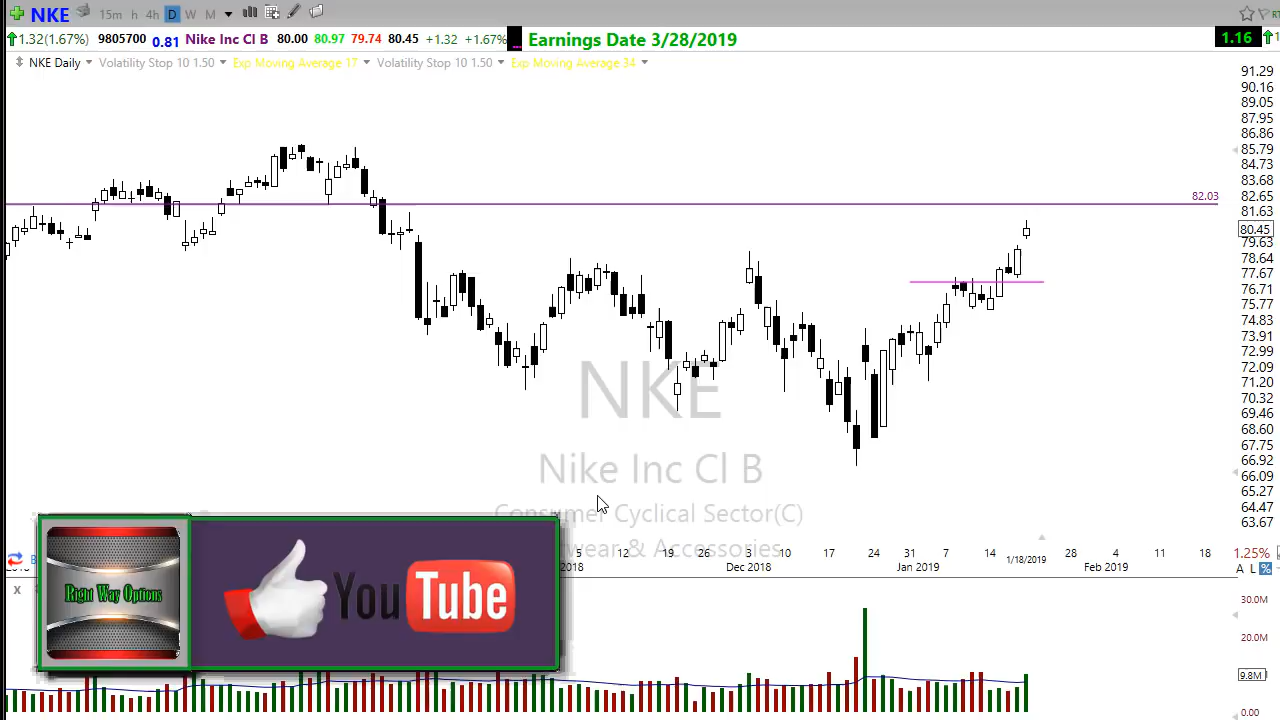 NKE 15m h 4h D W M
1.32(1.67%) 9805700 0.81 Nike Inc Cl B 80.00 80.97 79.74 80.45 +1.32 +1.67% Earnings Date 3/28/2019 1.16
NKE Daily Volatility Stop 10 1.50 Exp Moving Average 17 Volatility Stop 10 1.50 Exp Moving Average 34
91.29
90.16
89.05
87.95
86.86
85.79
84.73
83.68
82.65
82.03
81.63
80.45
79.63
78.64
77.67
76.71
75.77
74.83
73.91
72.99
72.09
71.20
70.32
69.46
68.60
67.75
66.92
66.09
65.27
64.47
63.67
NKE
Nike Inc Cl B
Consumer Cyclical Sector(C)
wear & Accessories
5 12 19 26 3 10 17 24 31 7 14 28 4 11 18 1.25%
2018 Dec 2018 Jan 2019 1/18/2019 Feb 2019 A L %
X
Right Way Options
YouTube
30.0M
20.0M
9.8M
0.00